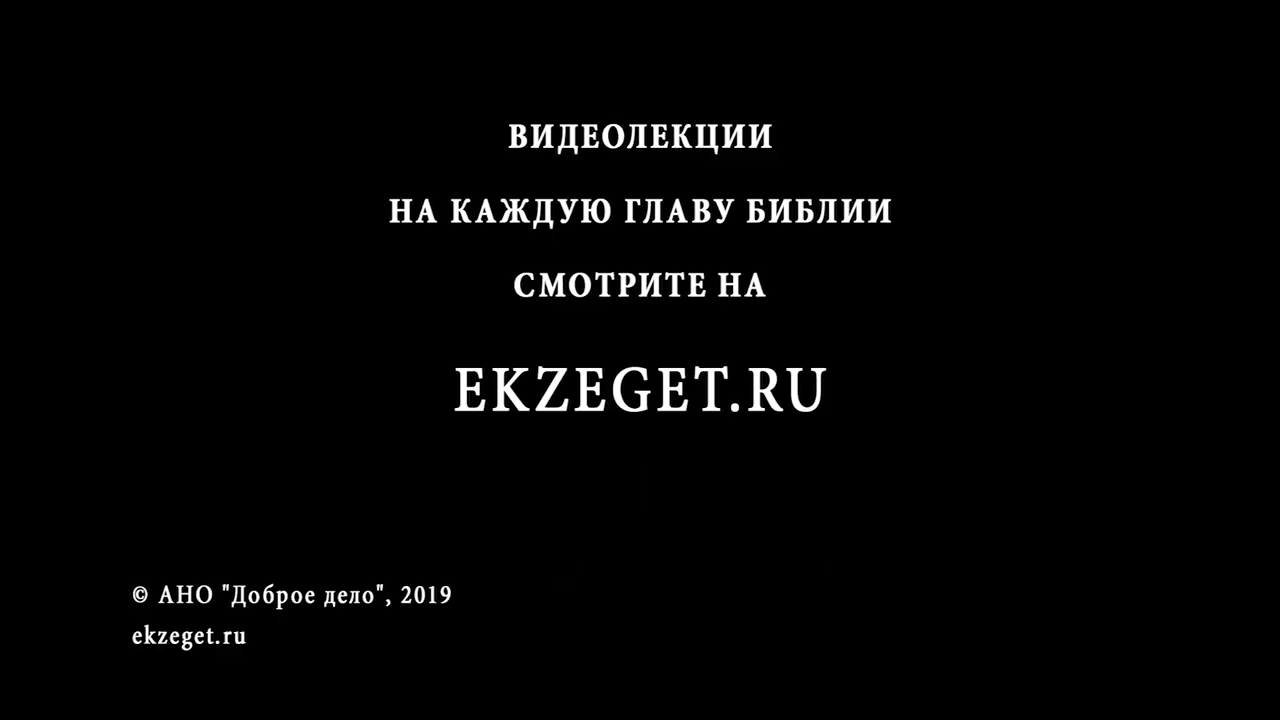 ВИДЕОЛЕКЦИИ
НА КАЖДУЮ ГЛАВУ БИБЛИИ
СМОТРИТЕ НА
EKZEGET.RU
© АНО "Доброе дело", 2019
ekzeget.ru